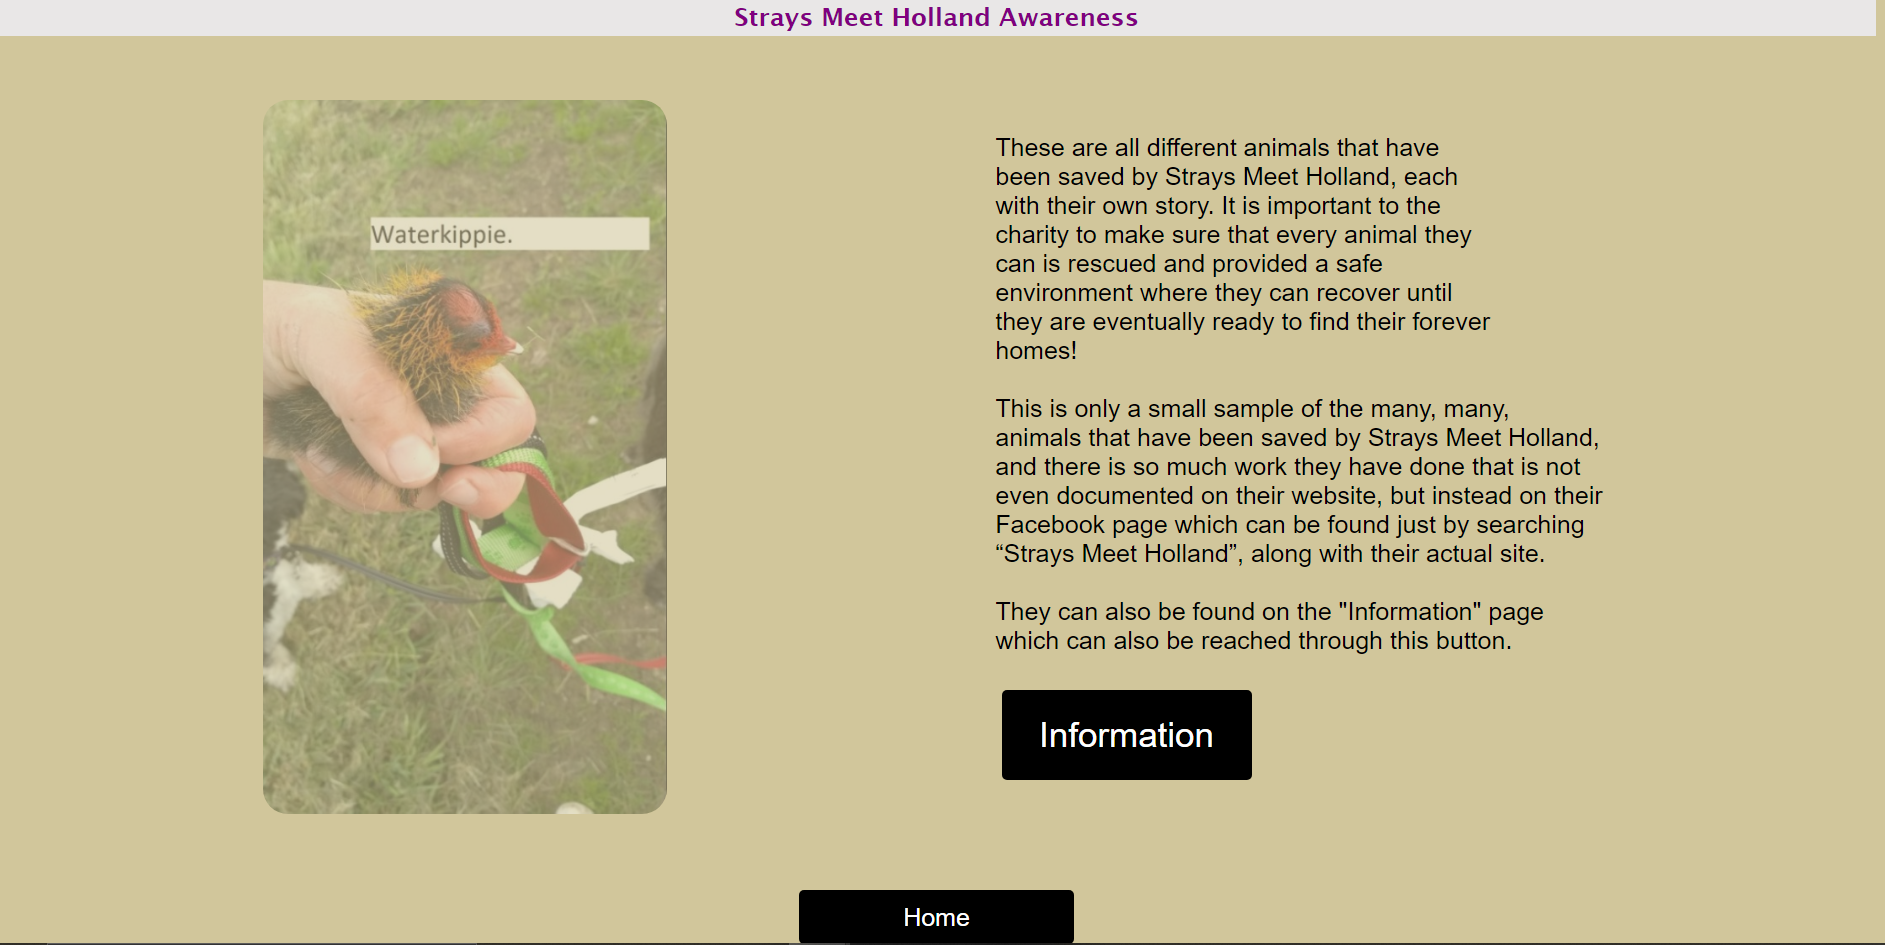 Strays Meet Holland Awareness
Waterkippie.
These are all different animals that have
been saved by Strays Meet Holland, each
with their own story. It is important to the
charity to make sure that every animal they
can is rescued and provided a safe
environment where they can recover until
they are eventually ready to find their forever
homes!
This is only a small sample of the many, many,
animals that have been saved by Strays Meet Holland,
and there is so much work they have done that is not
even documented on their website, but instead on their
Facebook page which can be found just by searching
“Strays Meet Holland”, along with their actual site.
They can also be found on the "Information" page
which can also be reached through this button.
Information
Home